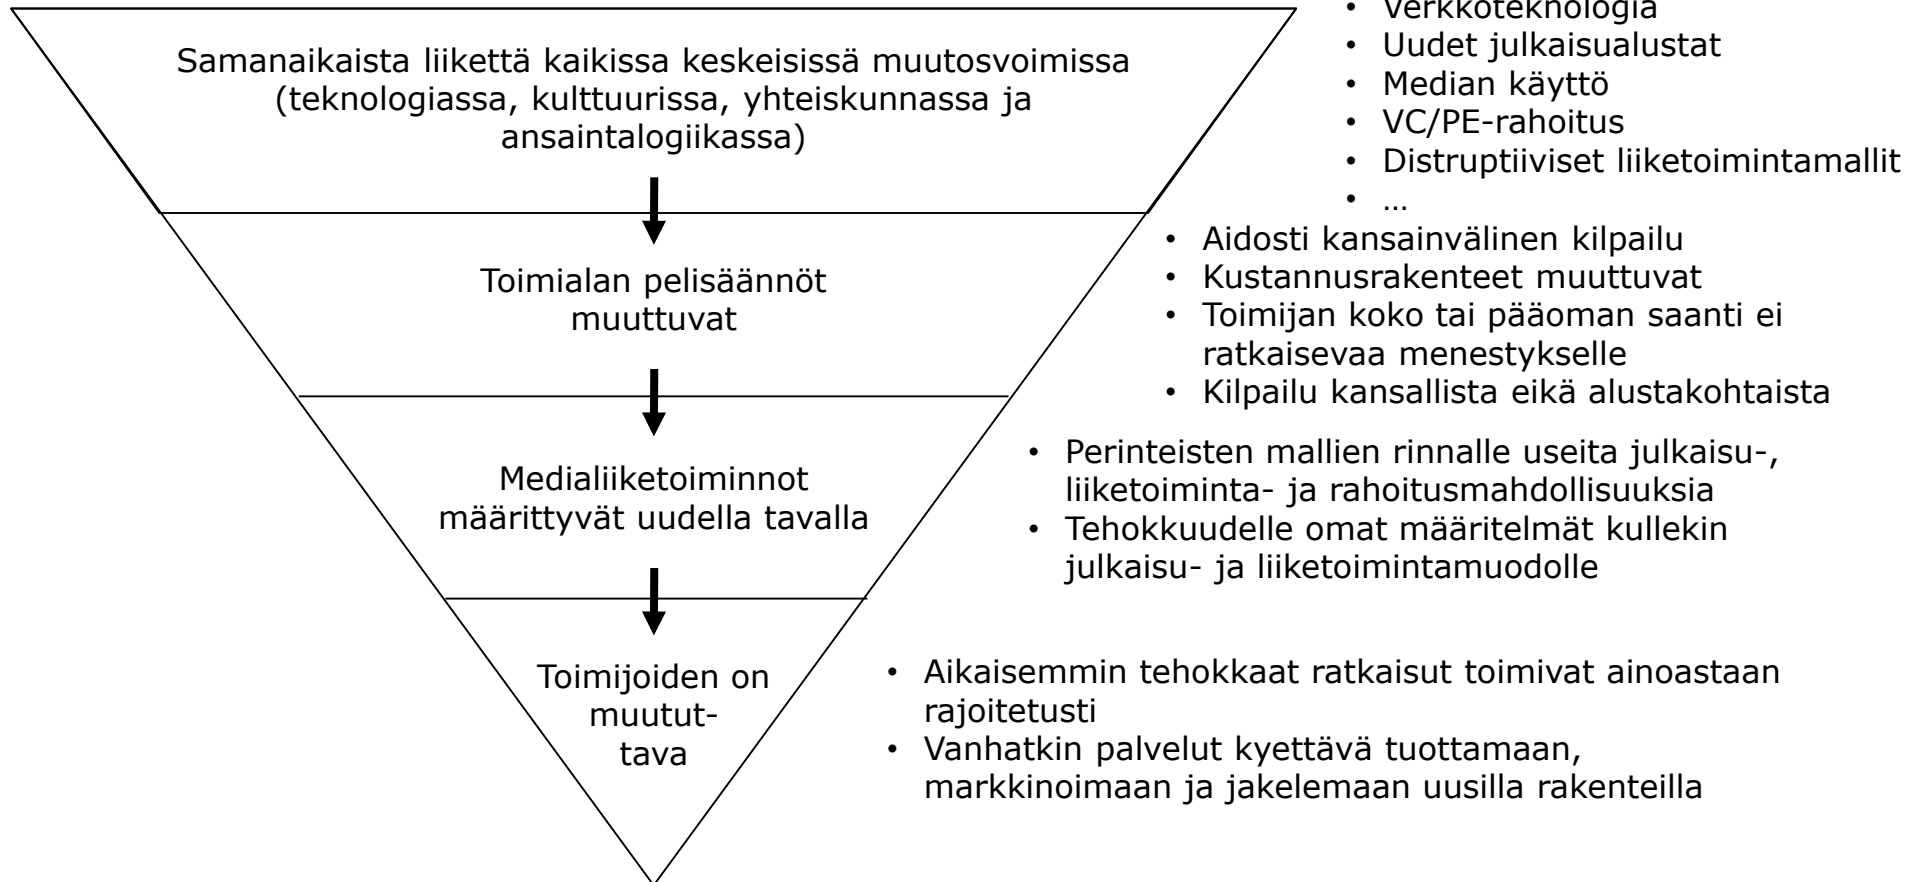 Samanaikaista liikettä kaikissa keskeisissä muutosvoimissa
(teknologiassa, kulttuurissa, yhteiskunnassa ja
ansaintalogiikassa)
• Verkkoteknologia
• Uudet julkaisualustat
• Median käyttö
• VC/PE-rahoitus
• Distruptiiviset liiketoimintamallit
• …
Toimialan pelisäännöt
muuttuvat
• Aidosti kansainvälinen kilpailu
• Kustannusrakenteet muuttuvat
• Toimijan koko tai pääoman saanti ei
ratkaisevaa menestykselle
• Kilpailu kansallista eikä alustakohtaista
Medialiiketoiminnot
määrittyvät uudella tavalla
• Perinteisten mallien rinnalle useita julkaisu-,
liiketoiminta- ja rahoitusmahdollisuuksia
• Tehokkuudelle omat määritelmät kullekin
julkaisu- ja liiketoimintamuodolle
Toimijoiden on
muutut-
tava
• Aikaisemmin tehokkaat ratkaisut toimivat ainoastaan
rajoitetusti
• Vanhatkin palvelut kyettävä tuottamaan,
markkinoimaan ja jakelemaan uusilla rakenteilla